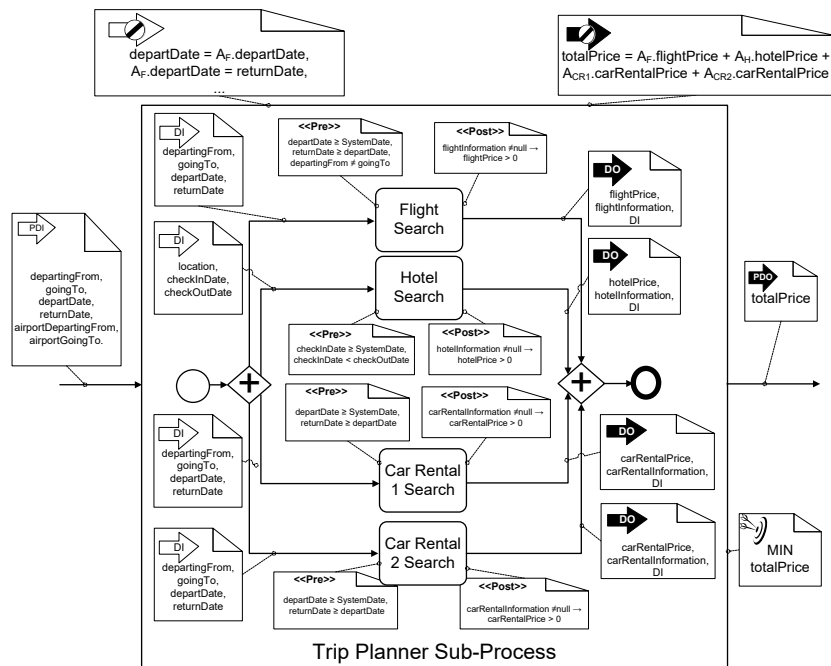 departDate = AF.departDate,
AF.departDate = returnDate,
...
totalPrice = AF.flightPrice + AH.hotelPrice +
ACR1.carRentalPrice + ACR2.carRentalPrice
DI
departingFrom,
goingTo,
departDate,
returnDate
<<Pre>>
departDate ≥ SystemDate,
returnDate ≥ departDate,
departingFrom ≠ goingTo
<<Post>>
flightInformation ≠null →
flightPrice > 0
DO
flightPrice,
flightInformation,
DI
Flight
Search
PDI
departingFrom,
goingTo,
departDate,
returnDate,
airportDepartingFrom,
airportGoingTo.
DI
location,
checkInDate,
checkOutDate
Hotel
Search
DO
hotelPrice,
hotelInformation,
DI
PDO
totalPrice
<<Pre>>
checkInDate ≥ SystemDate,
checkInDate < checkOutDate
<<Post>>
hotelInformation ≠null →
hotelPrice > 0
<<Pre>>
departDate ≥ SystemDate,
returnDate ≥ departDate
<<Post>>
carRentalInformation ≠null →
carRentalPrice > 0
DI
departingFrom,
goingTo,
departDate,
returnDate
Car Rental
1 Search
DO
carRentalPrice,
carRentalInformation,
DI
DI
departingFrom,
goingTo,
departDate,
returnDate
Car Rental
2 Search
DO
carRentalPrice,
carRentalInformation,
DI
MIN
totalPrice
<<Pre>>
departDate ≥ SystemDate,
returnDate ≥ departDate
<<Post>>
carRentalInformation ≠null →
carRentalPrice > 0
Trip Planner Sub-Process